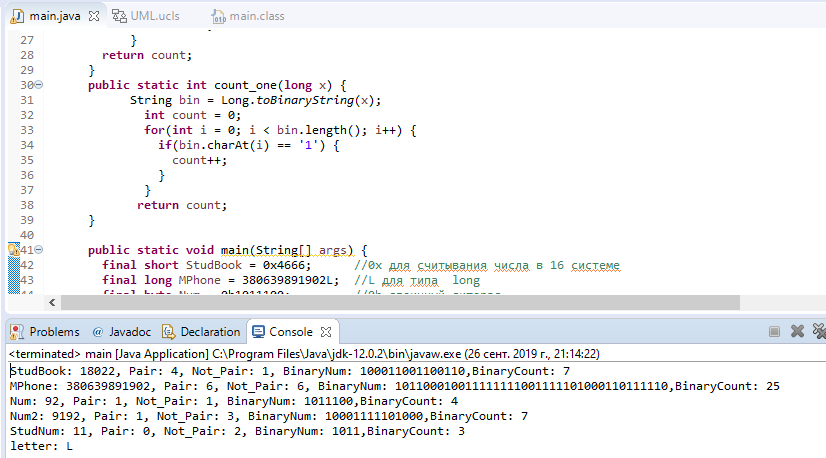 main.java UML.ucls main.class
27 }
28 return count;
29 }
30 public static int count_one(long x) {
31 String bin = Long.toBinaryString(x);
32 int count = 0;
33 for(int i = 0; i < bin.length(); i++) {
34 if(bin.charAt(i) == '1') {
35 count++;
36 }
37 }
38 return count;
39 }
40
41 public static void main(String[] args) {
42 final short StudBook = 0x4666; //0x для считывания числа в 16 системе
43 final long MPhone = 380639891902L; //L для типа long
44 final byte Num = 0b1011100; //0b
Problems @ Javadoc Declaration Console
<terminated> main [Java Application] C:\Program Files\Java\jdk-12.0.2\bin\javaw.exe (26 сент. 2019 г., 21:14:22)
StudBook: 18022, Pair: 4, Not_Pair: 1, BinaryNum: 100011001100110,BinaryCount: 7
MPhone: 380639891902, Pair: 6, Not_Pair: 6, BinaryNum: 101100010011111111001111101000110111110,BinaryCount: 25
Num: 92, Pair: 1, Not_Pair: 1, BinaryNum: 1011100,BinaryCount: 4
Num2: 9192, Pair: 1, Not_Pair: 3, BinaryNum: 10001111101000,BinaryCount: 7
StudNum: 11, Pair: 0, Not_Pair: 2, BinaryNum: 1011,BinaryCount: 3
letter: L